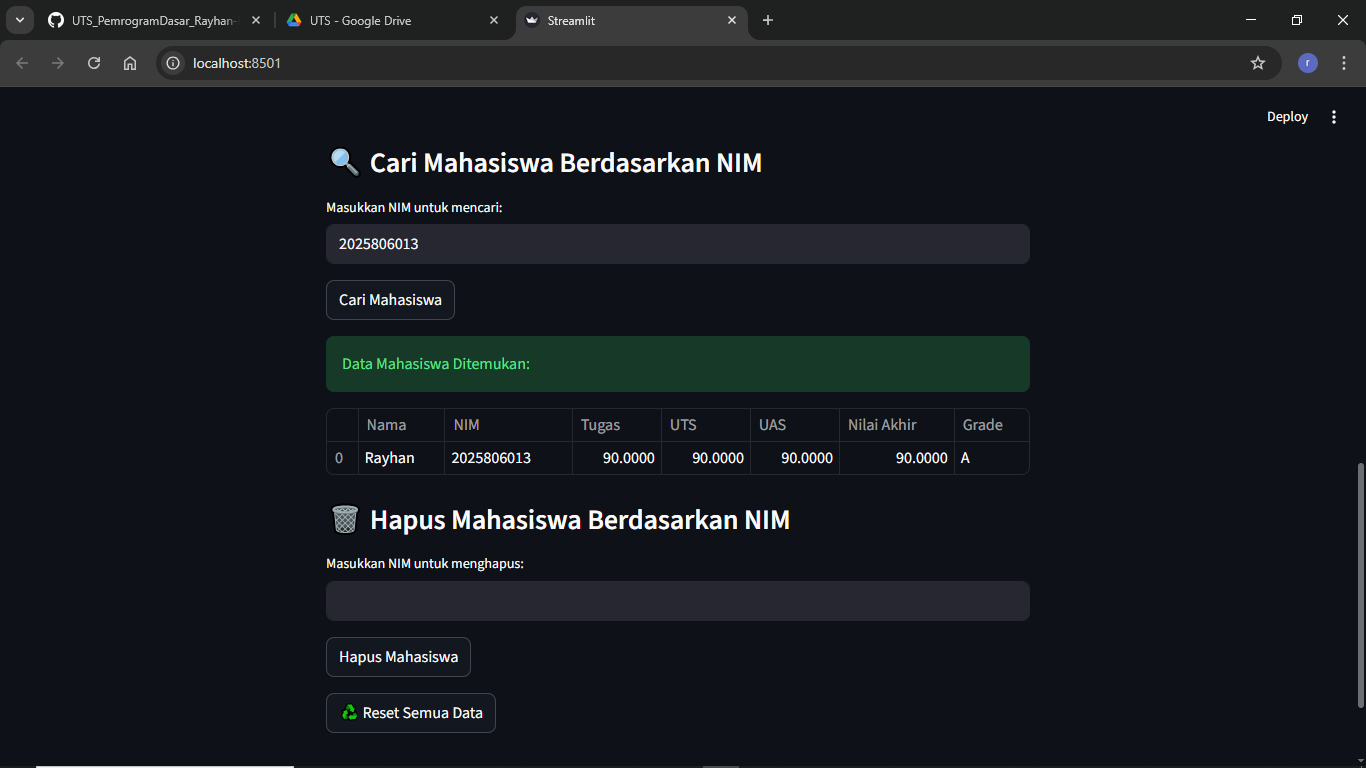 UTS_PemrogramDasar_Rayhan-
UTS - Google Drive
Streamlit
localhost:8501
r
Deploy
Cari Mahasiswa Berdasarkan NIM
Masukkan NIM untuk mencari:
2025806013
Cari Mahasiswa
Data Mahasiswa Ditemukan:
Nama NIM Tugas UTS UAS Nilai Akhir Grade
0 Rayhan 2025806013 90.0000 90.0000 90.0000 90.0000 A
Hapus Mahasiswa Berdasarkan NIM
Masukkan NIM untuk menghapus:
Hapus Mahasiswa
Reset Semua Data